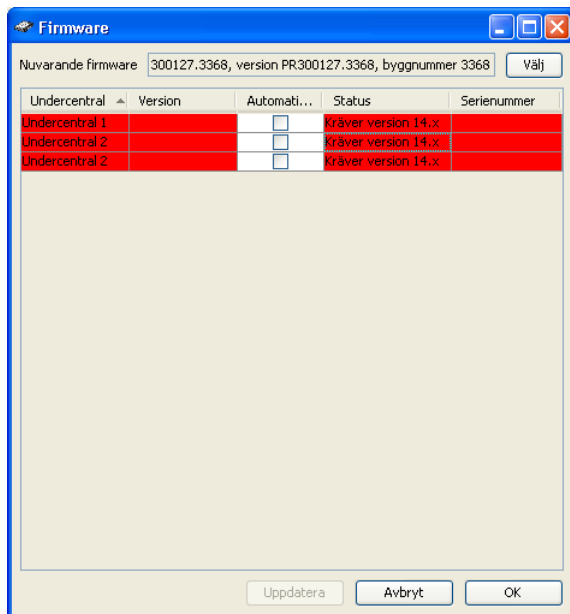 Firmware
Nuvarande firmware 300127.3368, version PR300127.3368, byggnummer 3368 Välj
Undercentral Version Automati... Status Serienummer
Undercentral 1 Kräver version 14.x
Undercentral 2 Kräver version 14.x
Undercentral 2 Kräver version 14.x
Uppdatera Avbryt OK